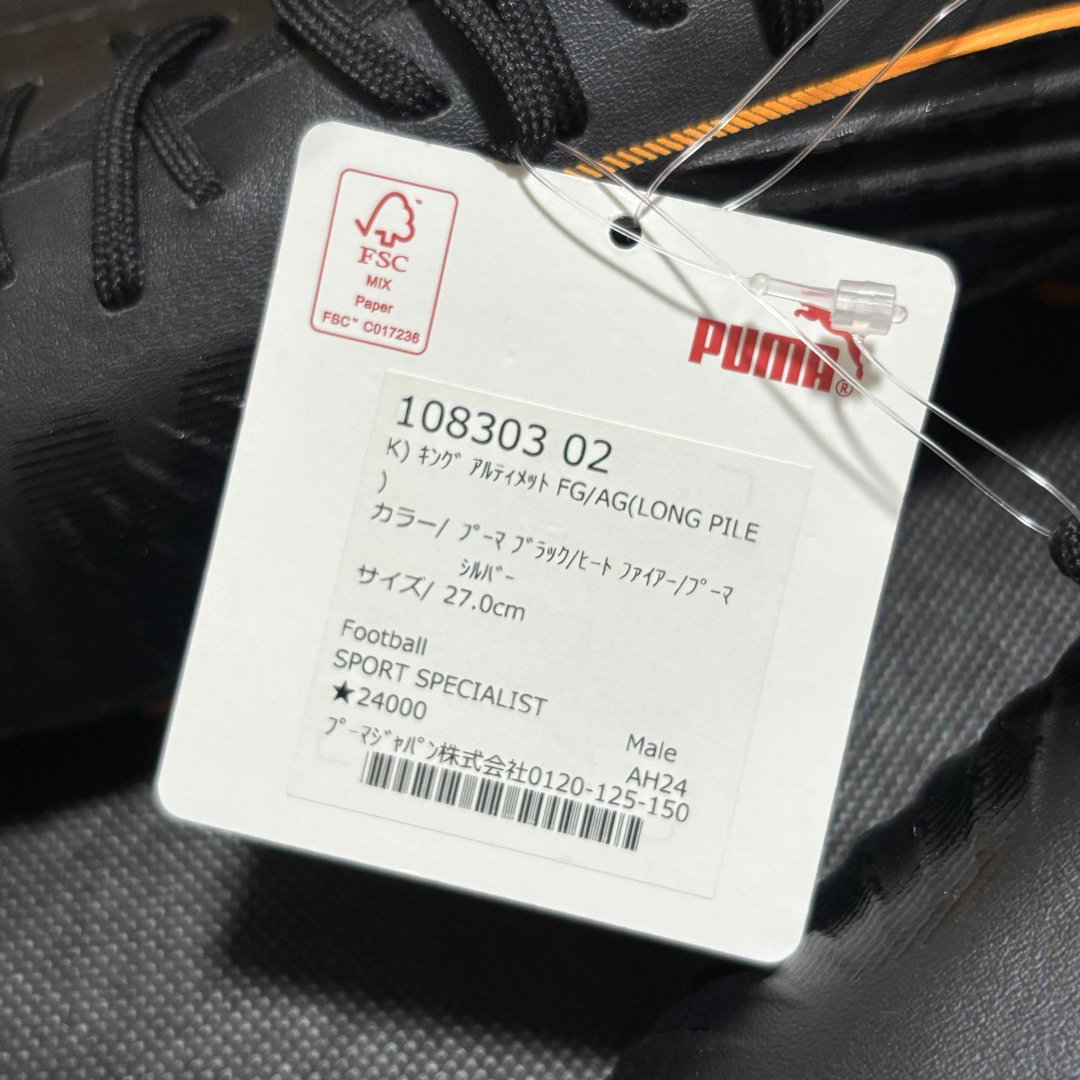 FSC™
MIX
Paper
FSC™ C017236
PUMA®
108303 02
K) ｷﾝｸﾞ ｱﾙﾃｨﾒｯﾄ FG/AG(LONG PILE
)
カラー/ ﾌﾟｰﾏ ﾌﾞﾗｯｸ/ﾋｰﾄ ﾌｧｲｱｰ/ﾌﾟｰﾏ
ｼﾙﾊﾞｰ
サイズ/ 27.0cm
Football
SPORT SPECIALIST
★24000
Male
AH24
ﾌﾟｰﾏｼﾞｬﾊﾟﾝ株式会社0120-125-150